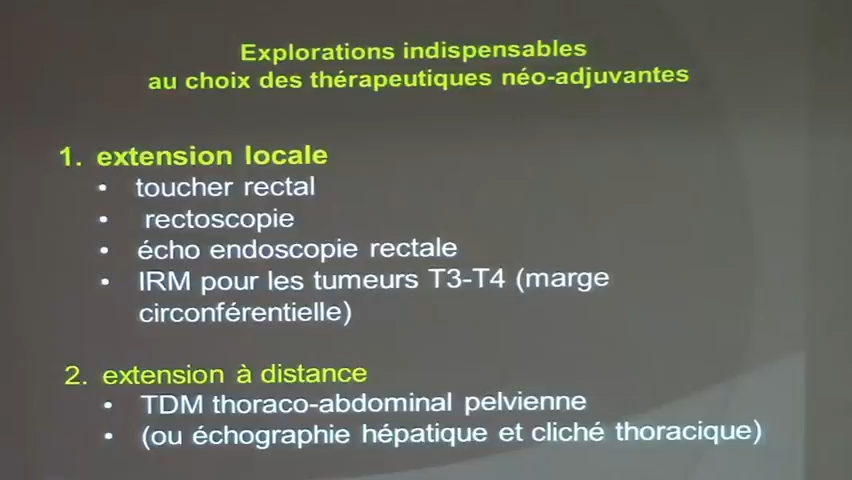 Explorations indispensables
au choix des thérapeutiques néo-adjuvantes
1. extension locale
• toucher rectal
• rectoscopie
• écho endoscopie rectale
• IRM pour les tumeurs T3-T4 (marge
circonférentielle)
2. extension à distance
• TDM thoraco-abdominal pelvienne
• (ou échographie hépatique et cliché thoracique)